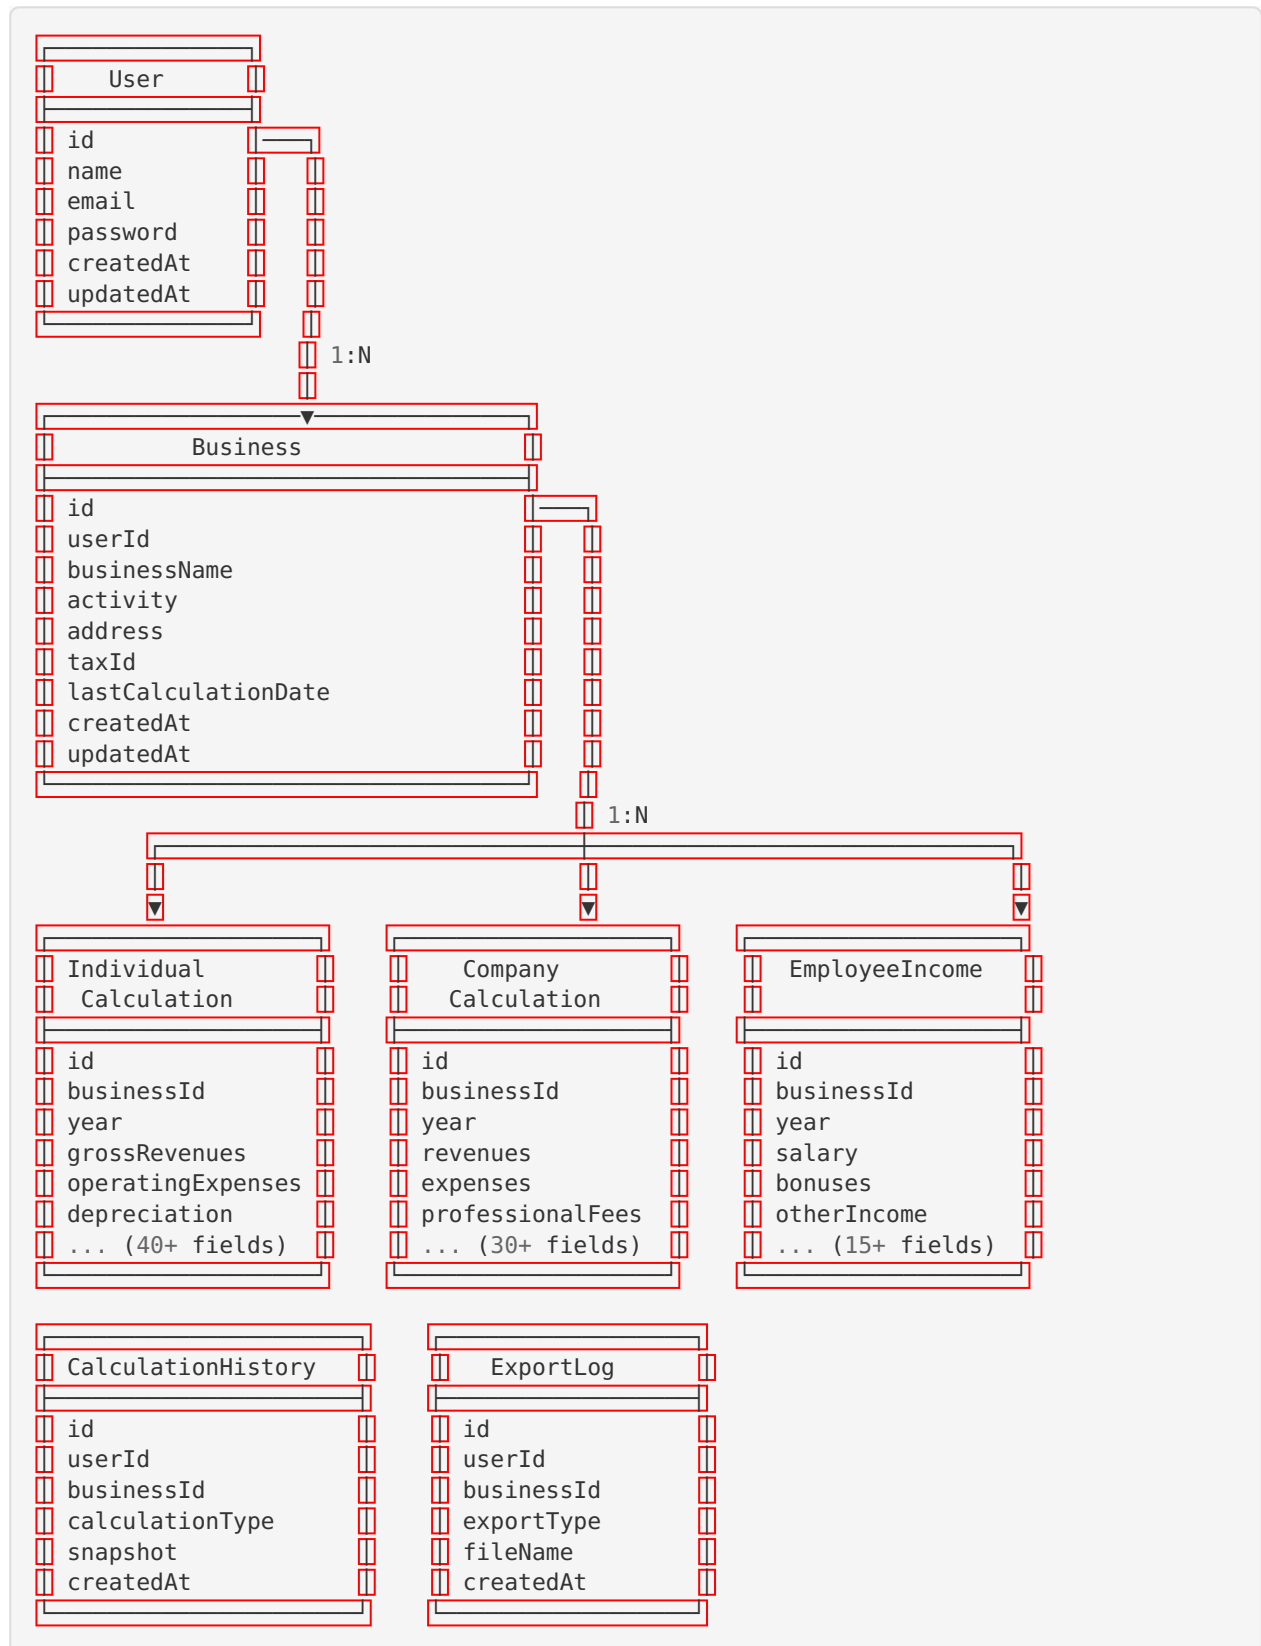 User
id
name
email
password
createdAt
updatedAt
1:N
Business
id
userId
businessName
activity
address
taxId
lastCalculationDate
createdAt
updatedAt
1:N
Individual Company EmployeeIncome
Calculation Calculation
id id id
businessId businessId businessId
year year year
grossRevenues revenues salary
operatingExpenses expenses bonuses
depreciation professionalFees otherIncome
... (40+ fields) ... (30+ fields) ... (15+ fields)
CalculationHistory ExportLog
id id
userId userId
businessId businessId
calculationType exportType
snapshot fileName
createdAt createdAt